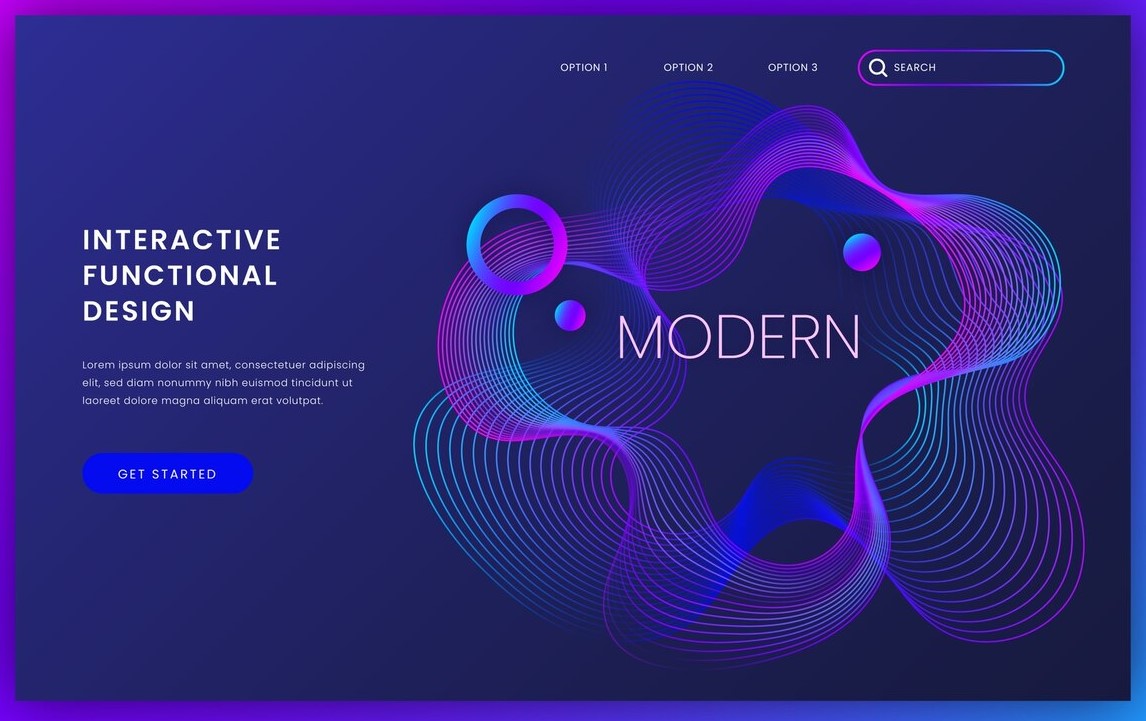 OPTION 1
OPTION 2
OPTION 3
SEARCH
INTERACTIVE
FUNCTIONAL
DESIGN
Lorem ipsum dolor sit amet, consectetuer adipiscing
elit, sed diam nonummy nibh euismod tincidunt ut
laoreet dolore magna aliquam erat volutpat.
GET STARTED
MODERN